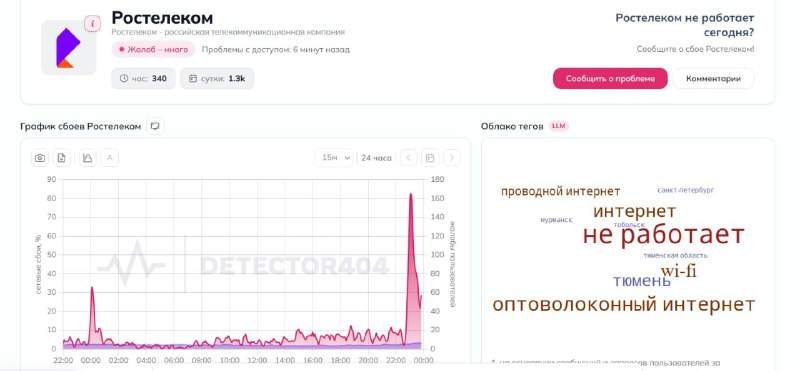 Ростелеком
i
Ростелеком - российская телекоммуникационная компания
Жалоб – много
Проблемы с доступом: 6 минут назад
час: 340
сутки: 1.3k
Ростелеком не работает
сегодня?
Сообщите о сбое Ростелеком!
Сообщить о проблеме
Комментарии
График сбоев Ростелеком
A
15м
24 часа
90
80
70
60
50
40
30
20
10
0
сетевые сбои, %
180
160
140
120
100
80
60
40
20
0
жалобы пользователей
DETECTOR404
22:00 00:00 02:00 04:00 06:00 08:00 10:00 12:00 14:00 16:00 18:00 20:00 22:00 00:00
Облако тегов LLM
проводной интернет
санкт-петербург
интернет
мурманск
тобольск
не работает
тюменская область
wi-fi
тюмень
оптоволоконный интернет